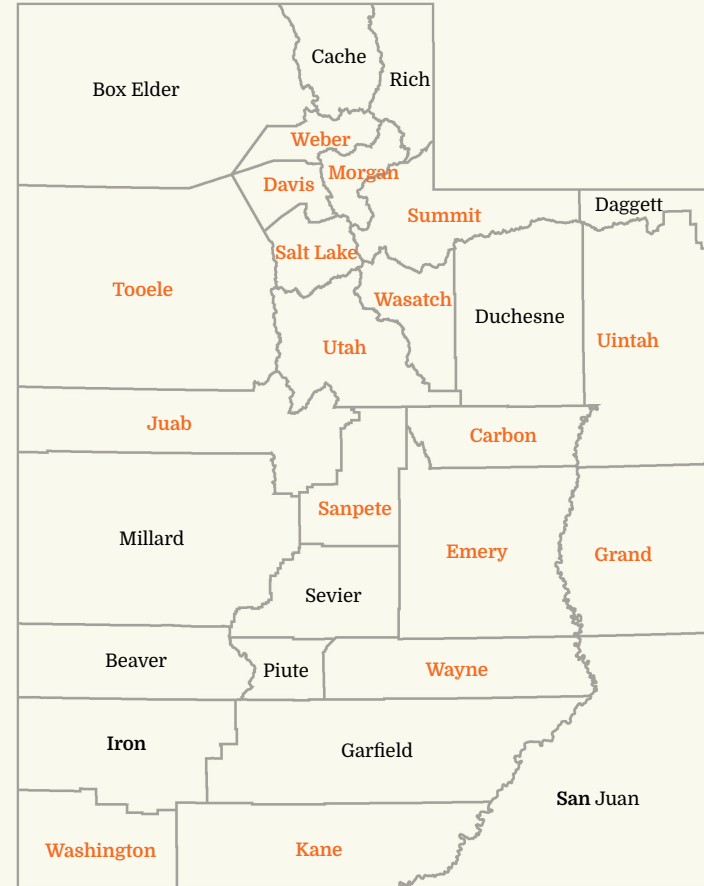 Cache
Rich
Box Elder
Weber
Morgan
Davis
Daggett
Summit
Salt Lake
Tooele
Wasatch
Duchesne
Uintah
Utah
Juab
Carbon
Sanpete
Millard
Emery
Grand
Sevier
Beaver
Piute
Wayne
Iron
Garfield
San Juan
Washington
Kane